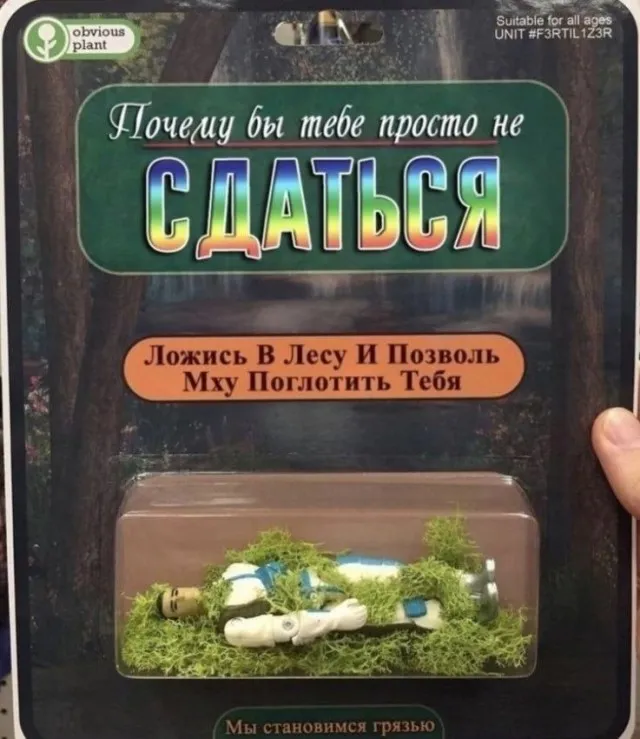 obvious
plant
Suitable for all ages
UNIT #F3RTIL1Z3R
Почему бы тебе просто не
СДАТЬСЯ
Ложись В Лесу И Позволь
Мху Поглотить Тебя
Мы становимся грязью